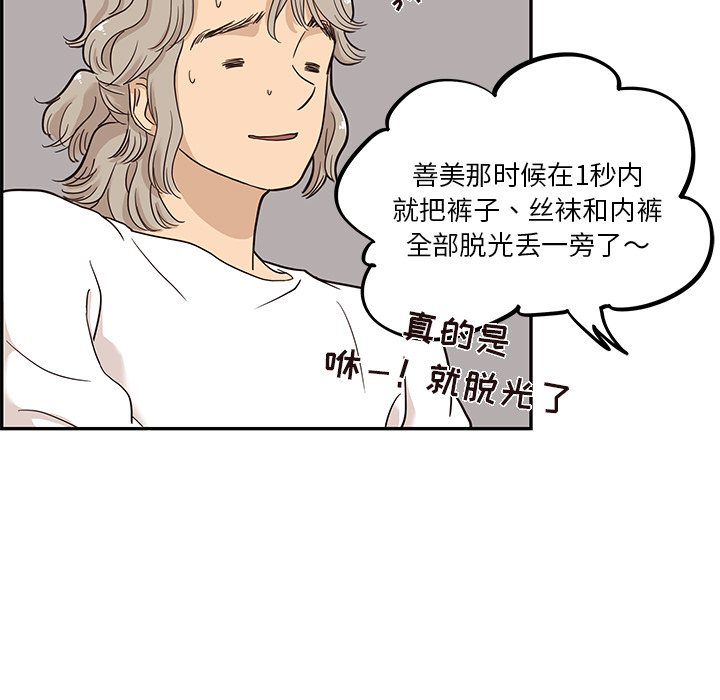 善美那时候在1秒内
就把裤子、丝袜和内裤
全部脱光丢一旁了～
真的是
咻—！就脱光了